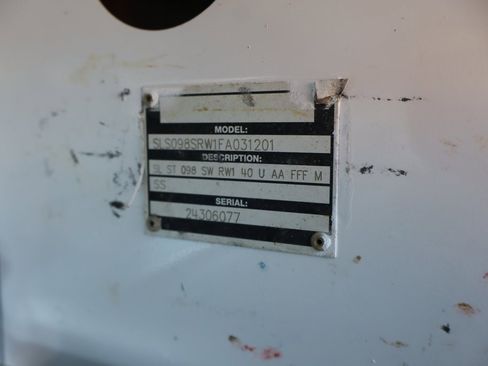 MODEL:
SLS098SRW1FA031201
DESCRIPTION:
SL ST 098 SW RW1 40 U AA FFF M
SS
SERIAL:
24306077